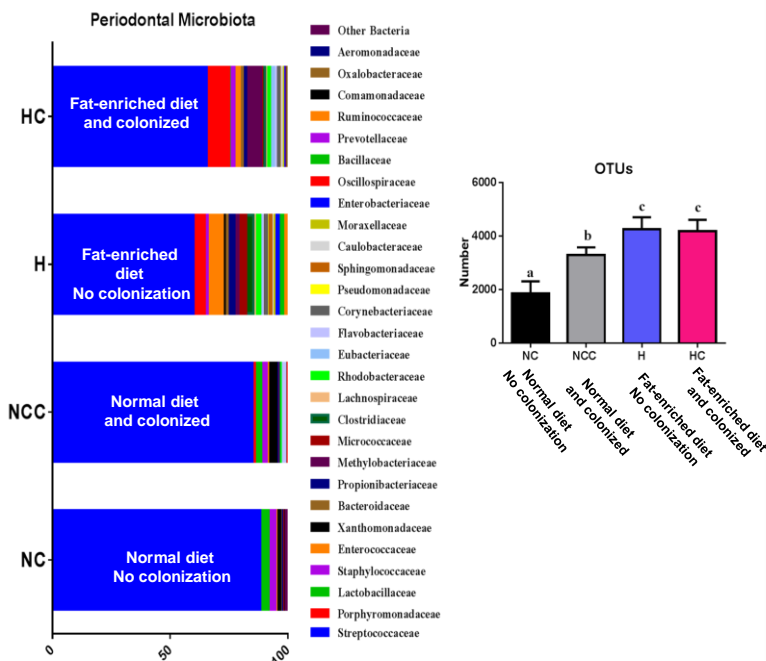 Periodontal Microbiota
HC
Fat-enriched diet
and colonized
H
Fat-enriched
diet
No colonization
NCC
Normal diet
and colonized
NC
Normal diet
No colonization
0
50
100
Other Bacteria
Aeromonadaceae
Oxalobacteraceae
Comamonadaceae
Ruminococcaceae
Prevotellaceae
Bacillaceae
Oscillospiraceae
Enterobacteriaceae
Moraxellaceae
Caulobacteraceae
Sphingomonadaceae
Pseudomonadaceae
Corynebacteriaceae
Flavobacteriaceae
Eubacteriaceae
Rhodobacteraceae
Lachnospiraceae
Clostridiaceae
Micrococcaceae
Methylobacteriaceae
Propionibacteriaceae
Bacteroidaceae
Xanthomonadaceae
Enterococcaceae
Staphylococcaceae
Lactobacillaceae
Porphyromonadaceae
Streptococcaceae
OTUs
Number
6000
4000
2000
0
a
b
c
c
NC
NCC
H
HC
Normal diet
No colonization
Normal diet
and colonized
Fat-enriched diet
No colonization
Fat-enriched diet
and colonized